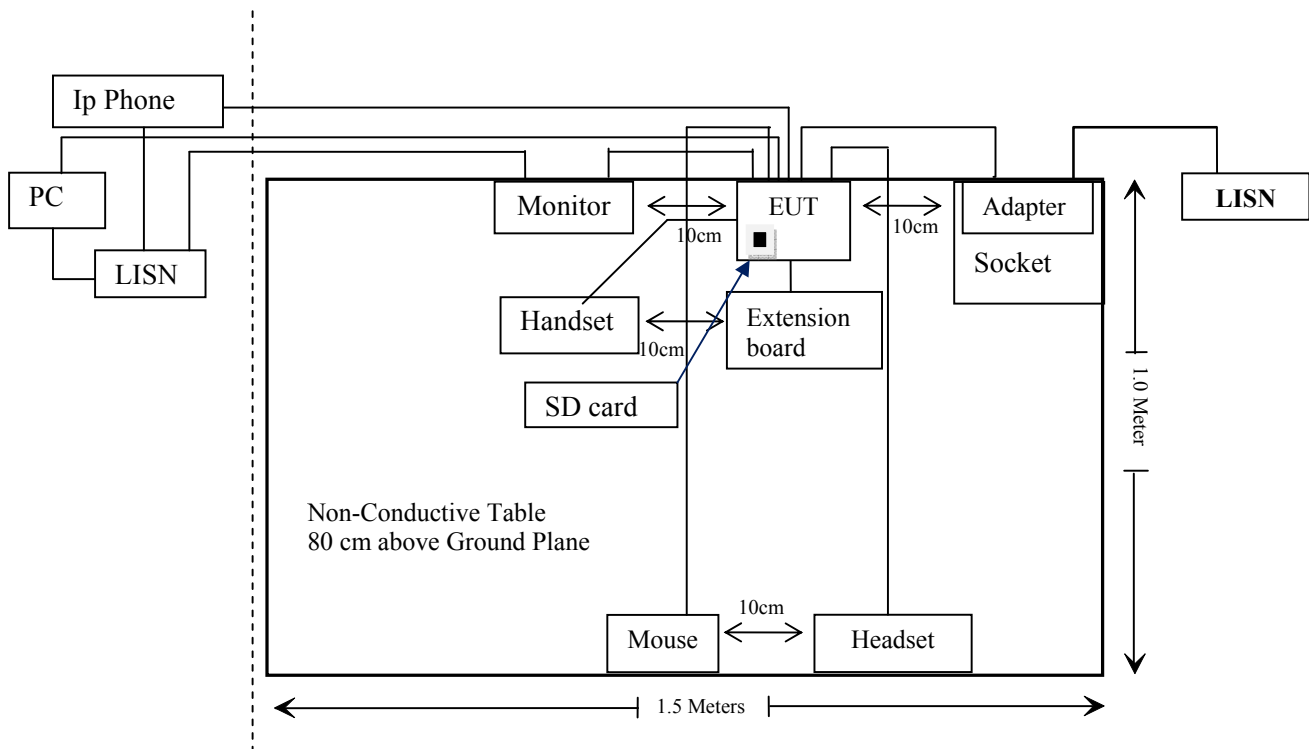 Ip Phone
PC
LISN
Monitor
10cm
EUT
10cm
Adapter
Socket
LISN
Handset
10cm
Extension
board
SD card
1.0 Meter
Non-Conductive Table
80 cm above Ground Plane
Mouse
10cm
Headset
1.5 Meters